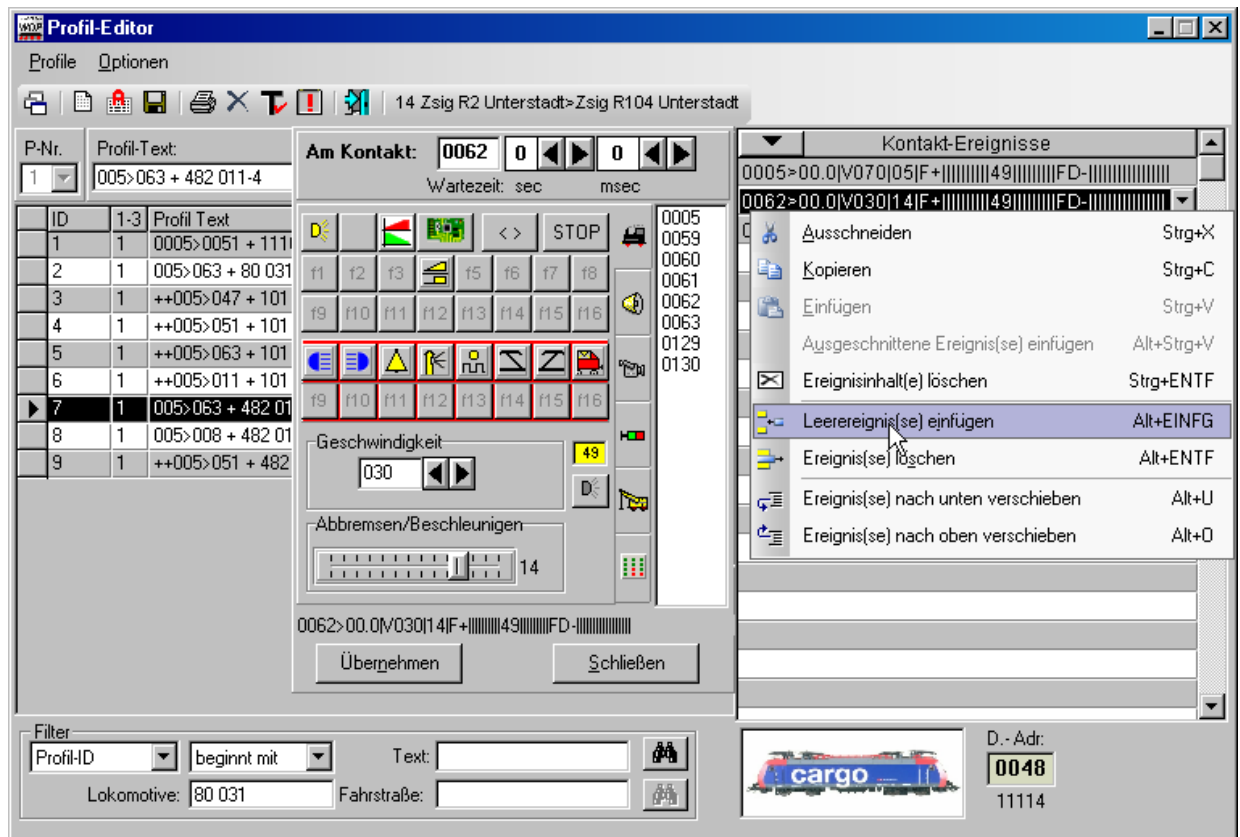 Profil-Editor
Profile Optionen
14 Zsig R2 Unterstadt>Zsig R104 Unterstadt
P-Nr. Profil-Text:
1 005>063 + 482 011-4
ID 1-3 Profil Text
1 1 0005>0051 + 111
2 1 005>063 + 80 031
3 1 ++005>047 + 101
4 1 ++005>051 + 101
5 1 ++005>063 + 101
6 1 ++005>011 + 101
7 1 005>063 + 482 01
8 1 005>008 + 482 01
9 1 ++005>051 + 482
Am Kontakt: 0062 0 0
Wartezeit: sec msec
< > STOP
f1 f2 f3 f5 f6 f7 f8
f9 f10 f11 f12 f13 f14 f15 f16
f9 f10 f11 f12 f13 f14 f15 f16
0005
0059
0060
0061
0062
0063
0129
0130
Geschwindigkeit
030
49
Abbremsen/Beschleunigen
14
0062>00.0|V030|14|F+|||||||||49||||||||FD-|||||||||||||||
Übernehmen Schließen
Kontakt-Ereignisse
0005>00.0|V070|05|F+|||||||||49||||||||FD-|||||||||||||||
0062>00.0|V030|14|F+|||||||||49||||||||FD-|||||||||||||||
Ausschneiden Strg+X
Kopieren Strg+C
Einfügen Strg+V
Ausgeschnittene Ereignis(se) einfügen Alt+Strg+V
Ereignisinhalt(e) löschen Strg+ENTF
Leerereignis(se) einfügen Alt+EINFG
Ereignis(se) löschen Alt+ENTF
Ereignis(se) nach unten verschieben Alt+U
Ereignis(se) nach oben verschieben Alt+O
Filter
Profil-ID beginnt mit Text:
Lokomotive: 80 031 Fahrstraße:
cargo
D.- Adr:
0048
11114